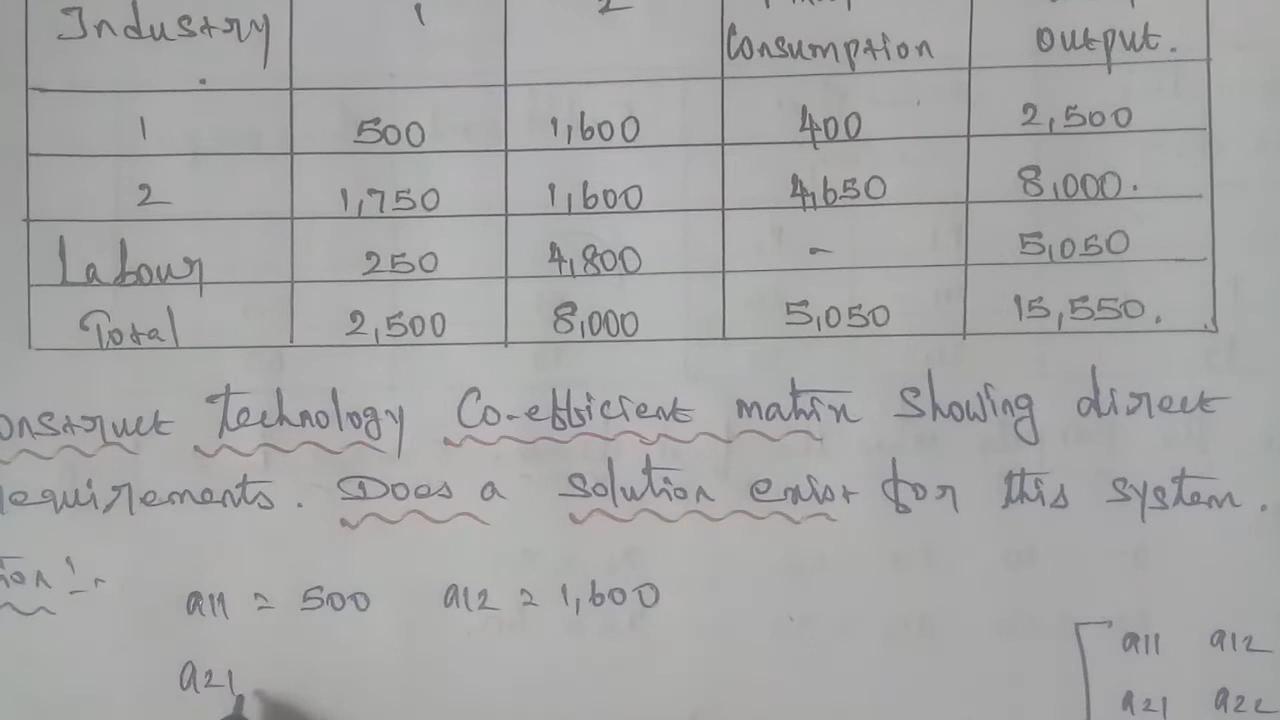 Industry 1 2
Consumption output.
1 500 1,600 400 2,500
2 1,750 1,600 4,650 8,000.
Labour 250 4,800 - 5,050
Total 2,500 8,000 5,050 15,550.
onstruct technology Co-efficient matrix showing direct
requirements. Does a solution exist for this system.
a11 = 500 a12 = 1,600
a11 a12
a21
a21 a22